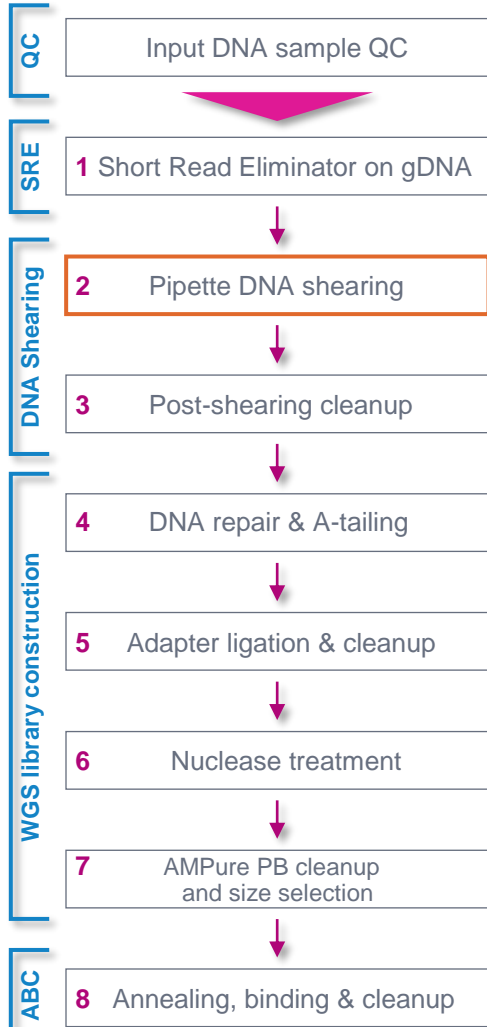 QC
Input DNA sample QC
SRE
1 Short Read Eliminator on gDNA
DNA Shearing
2 Pipette DNA shearing
3 Post-shearing cleanup
WGS library construction
4 DNA repair & A-tailing
5 Adapter ligation & cleanup
6 Nuclease treatment
7 AMPure PB cleanup
and size selection
ABC
8 Annealing, binding & cleanup